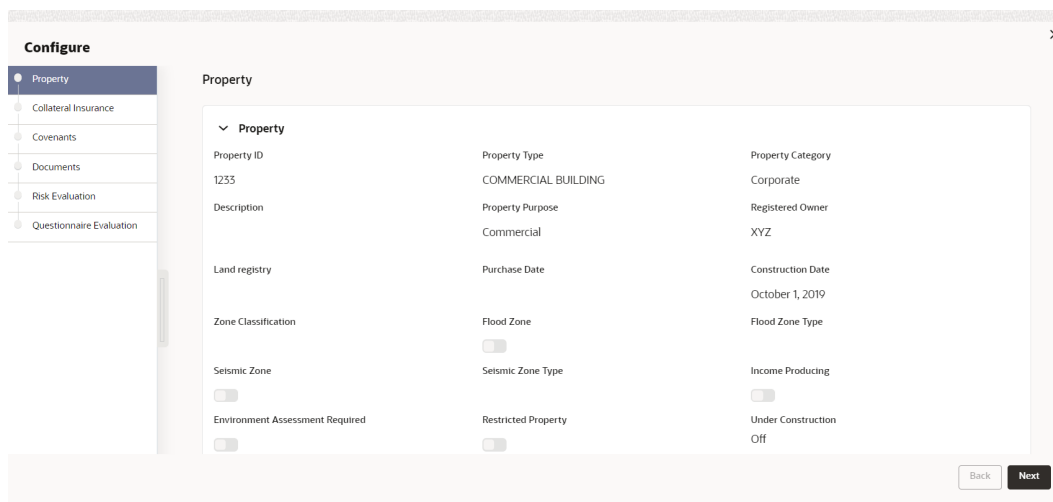 Configure
Property
Collateral Insurance
Covenants
Documents
Risk Evaluation
Questionnaire Evaluation
Property
Property
Property ID Property Type Property Category
1233 COMMERCIAL BUILDING Corporate
Description Property Purpose Registered Owner
Commercial XYZ
Land registry Purchase Date Construction Date
October 1, 2019
Zone Classification Flood Zone Flood Zone Type
Seismic Zone Seismic Zone Type Income Producing
Environment Assessment Required Restricted Property Under Construction
Off
Back Next